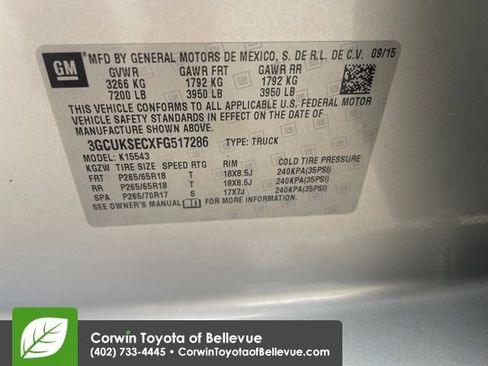 GM
MFD BY GENERAL MOTORS DE MEXICO, S. DE R.L. DE C.V. 09/15
GVWR GAWR FRT GAWR RR
3266 KG 1792 KG 1792 KG
7200 LB 3950 LB 3950 LB
THIS VEHICLE CONFORMS TO ALL APPLICABLE U.S. FEDERAL MOTOR
VEHICLE SAFETY STANDARDS AND THEFT PREVENTION STANDARDS IN EFFECT ON THE DATE OF MANUFACTURE SHOWN ABOVE.
3GCUKSECXFG517286 TYPE: TRUCK
MODEL: K15543
KGZW TIRE SIZE SPEED RTG RIM COLD TIRE PRESSURE
FRT P265/65R18 T 18X8.5J 240KPA(35PSI)
RR P265/65R18 T 18X8.5J 240KPA(35PSI)
SPA P265/70R17 S 17X7J 240KPA(35PSI)
SEE OWNER'S MANUAL FOR MORE INFORMATION
Corwin Toyota of Bellevue
(402) 733-4445 • CorwinToyotaofBellevue.com